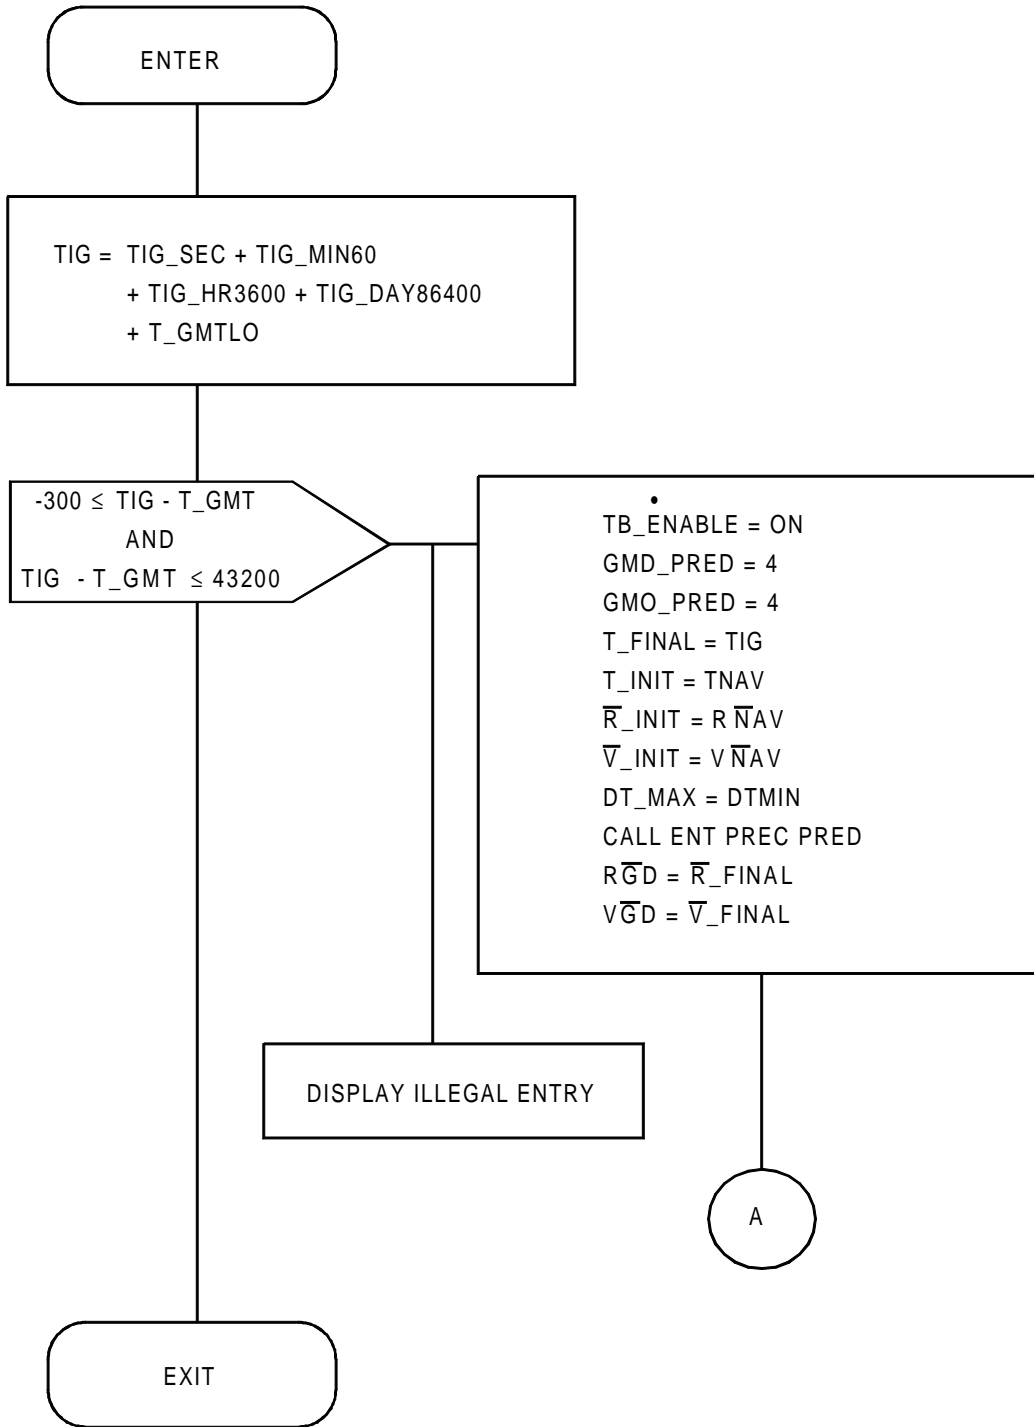 ENTER
TIG = TIG_SEC + TIG_MIN60
+ TIG_HR3600 + TIG_DAY86400
+ T_GMTLO
-300 ≤ TIG - T_GMT
AND
TIG - T_GMT ≤ 43200
TB_ENABLE = ON
GMD_PRED = 4
GMO_PRED = 4
T_FINAL = TIG
T_INIT = TNAV
R̅_INIT = R N̅AV
V̅_INIT = V N̅AV
DT_MAX = DTMIN
CALL ENT PREC PRED
RG̅D = R̅_FINAL
VG̅D = V̅_FINAL
DISPLAY ILLEGAL ENTRY
A
EXIT